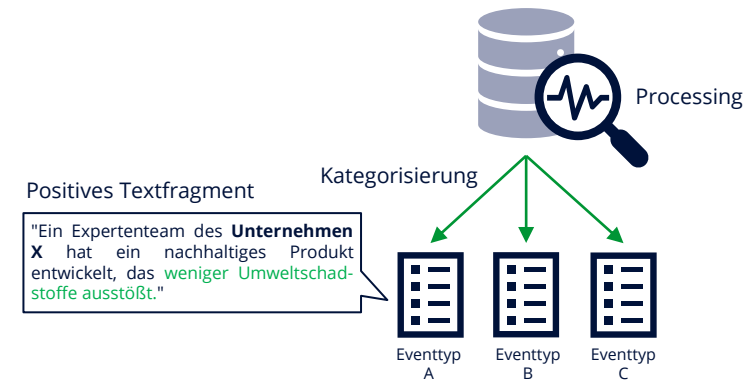 Processing
Kategorisierung
Positives Textfragment
"Ein Expertenteam des Unternehmen
X hat ein nachhaltiges Produkt
entwickelt, das weniger Umweltschad-
stoffe ausstößt."
Eventtyp
A
Eventtyp
B
Eventtyp
C